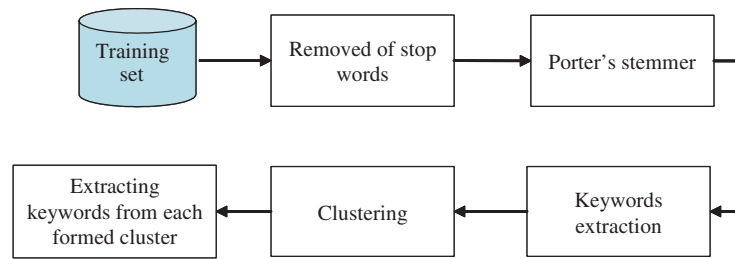 Training
set
Removed of stop
words
Porter's stemmer
Extracting
keywords from each
formed cluster
Clustering
Keywords
extraction